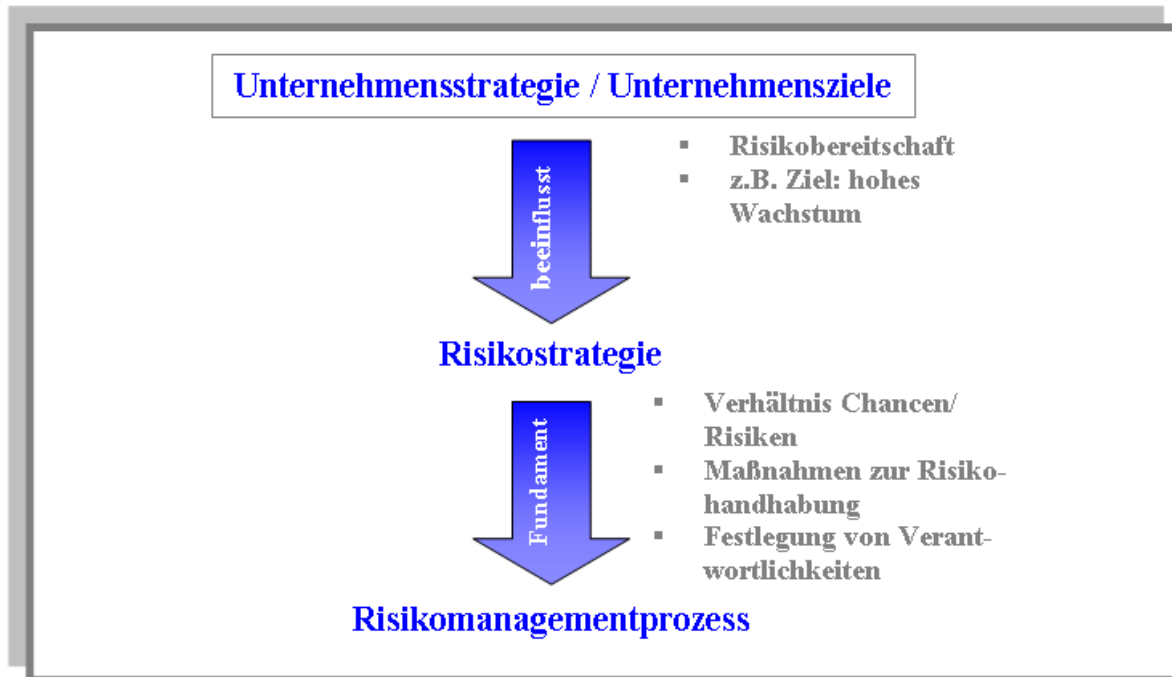 Unternehmensstrategie / Unternehmensziele
beeinflusst
▪ Risikobereitschaft
▪ z.B. Ziel: hohes
Wachstum
Risikostrategie
Fundament
▪ Verhältnis Chancen/
Risiken
▪ Maßnahmen zur Risiko-
handhabung
▪ Festlegung von Verant-
wortlichkeiten
Risikomanagementprozess